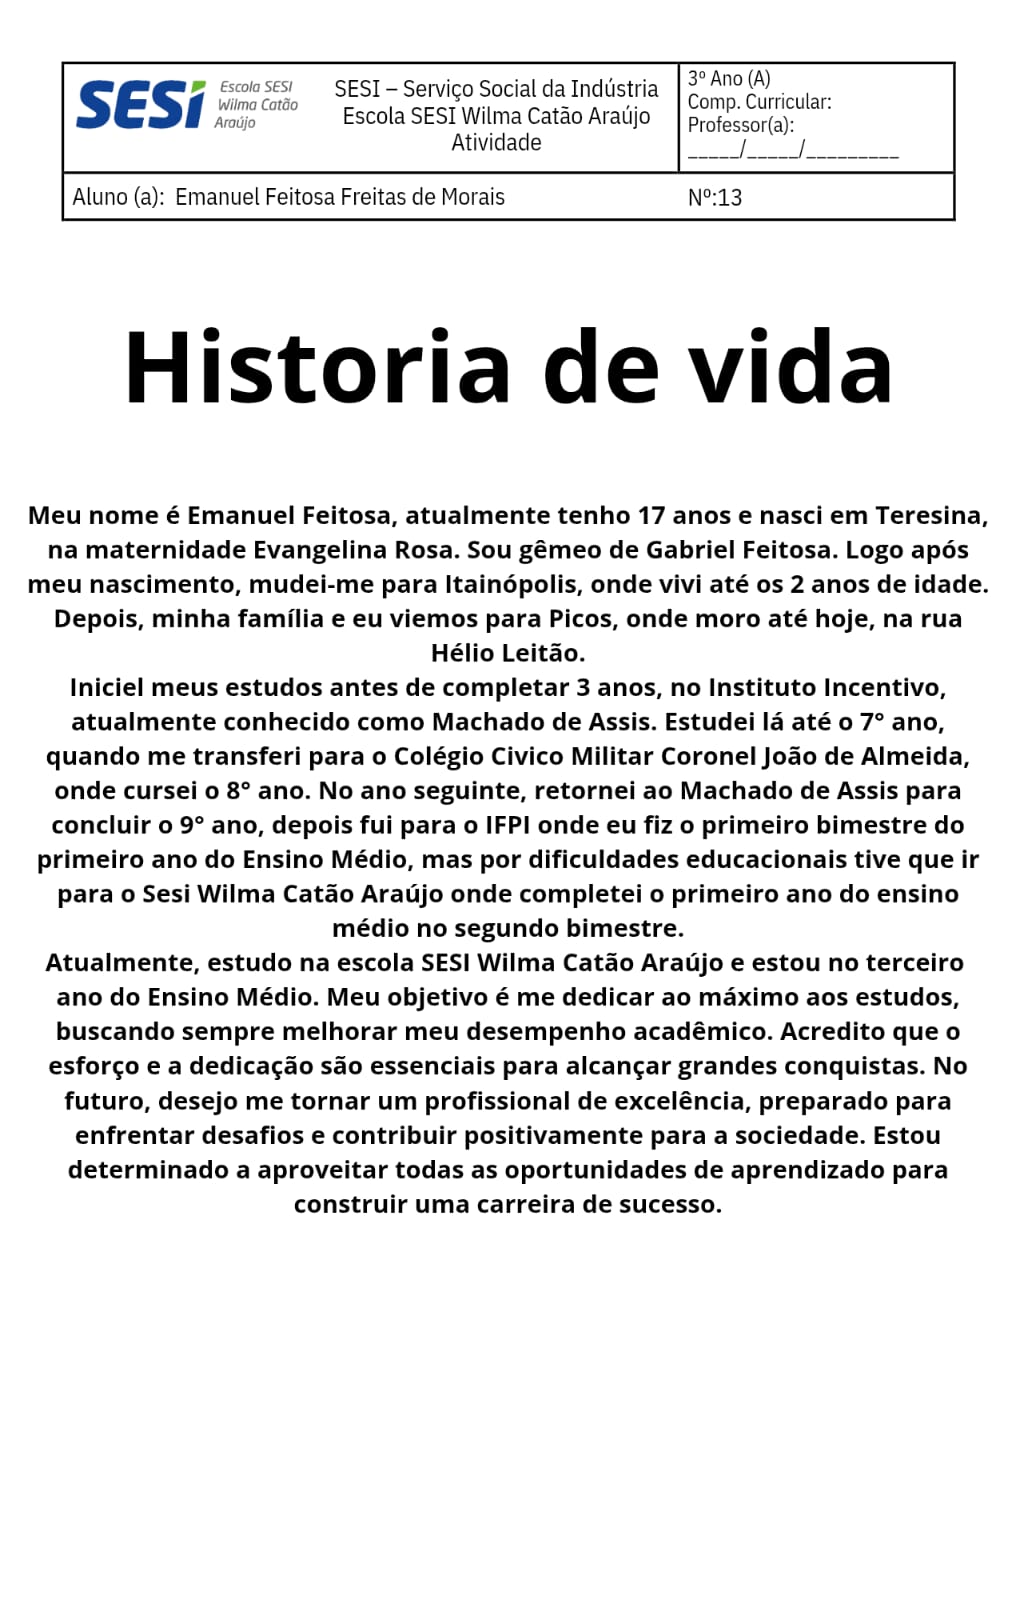 SESI
Escola SESI
Wilma Catão
Araújo
SESI – Serviço Social da Indústria
Escola SESI Wilma Catão Araújo
Atividade
3º Ano (A)
Comp. Curricular:
Professor(a):
_____/_____/_________
Aluno (a): Emanuel Feitosa Freitas de Morais
Nº:13
Historia de vida
Meu nome é Emanuel Feitosa, atualmente tenho 17 anos e nasci em Teresina,
na maternidade Evangelina Rosa. Sou gêmeo de Gabriel Feitosa. Logo após
meu nascimento, mudei-me para Itainópolis, onde vivi até os 2 anos de idade.
Depois, minha família e eu viemos para Picos, onde moro até hoje, na rua
Hélio Leitão.
Iniciel meus estudos antes de completar 3 anos, no Instituto Incentivo,
atualmente conhecido como Machado de Assis. Estudei lá até o 7° ano,
quando me transferi para o Colégio Civico Militar Coronel João de Almeida,
onde cursei o 8° ano. No ano seguinte, retornei ao Machado de Assis para
concluir o 9° ano, depois fui para o IFPI onde eu fiz o primeiro bimestre do
primeiro ano do Ensino Médio, mas por dificuldades educacionais tive que ir
para o Sesi Wilma Catão Araújo onde completei o primeiro ano do ensino
médio no segundo bimestre.
Atualmente, estudo na escola SESI Wilma Catão Araújo e estou no terceiro
ano do Ensino Médio. Meu objetivo é me dedicar ao máximo aos estudos,
buscando sempre melhorar meu desempenho acadêmico. Acredito que o
esforço e a dedicação são essenciais para alcançar grandes conquistas. No
futuro, desejo me tornar um profissional de excelência, preparado para
enfrentar desafios e contribuir positivamente para a sociedade. Estou
determinado a aproveitar todas as oportunidades de aprendizado para
construir uma carreira de sucesso.